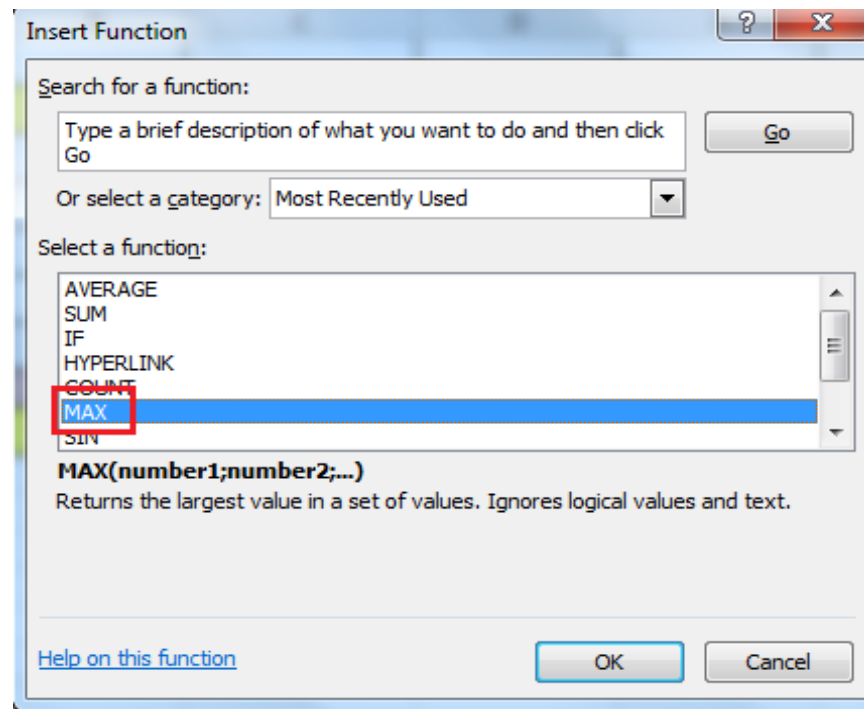 Insert Function
Search for a function:
Type a brief description of what you want to do and then click
Go
Go
Or select a category: Most Recently Used
Select a function:
AVERAGE
SUM
IF
HYPERLINK
COUNT
MAX
SIN
MAX(number1;number2;...)
Returns the largest value in a set of values. Ignores logical values and text.
Help on this function
OK
Cancel